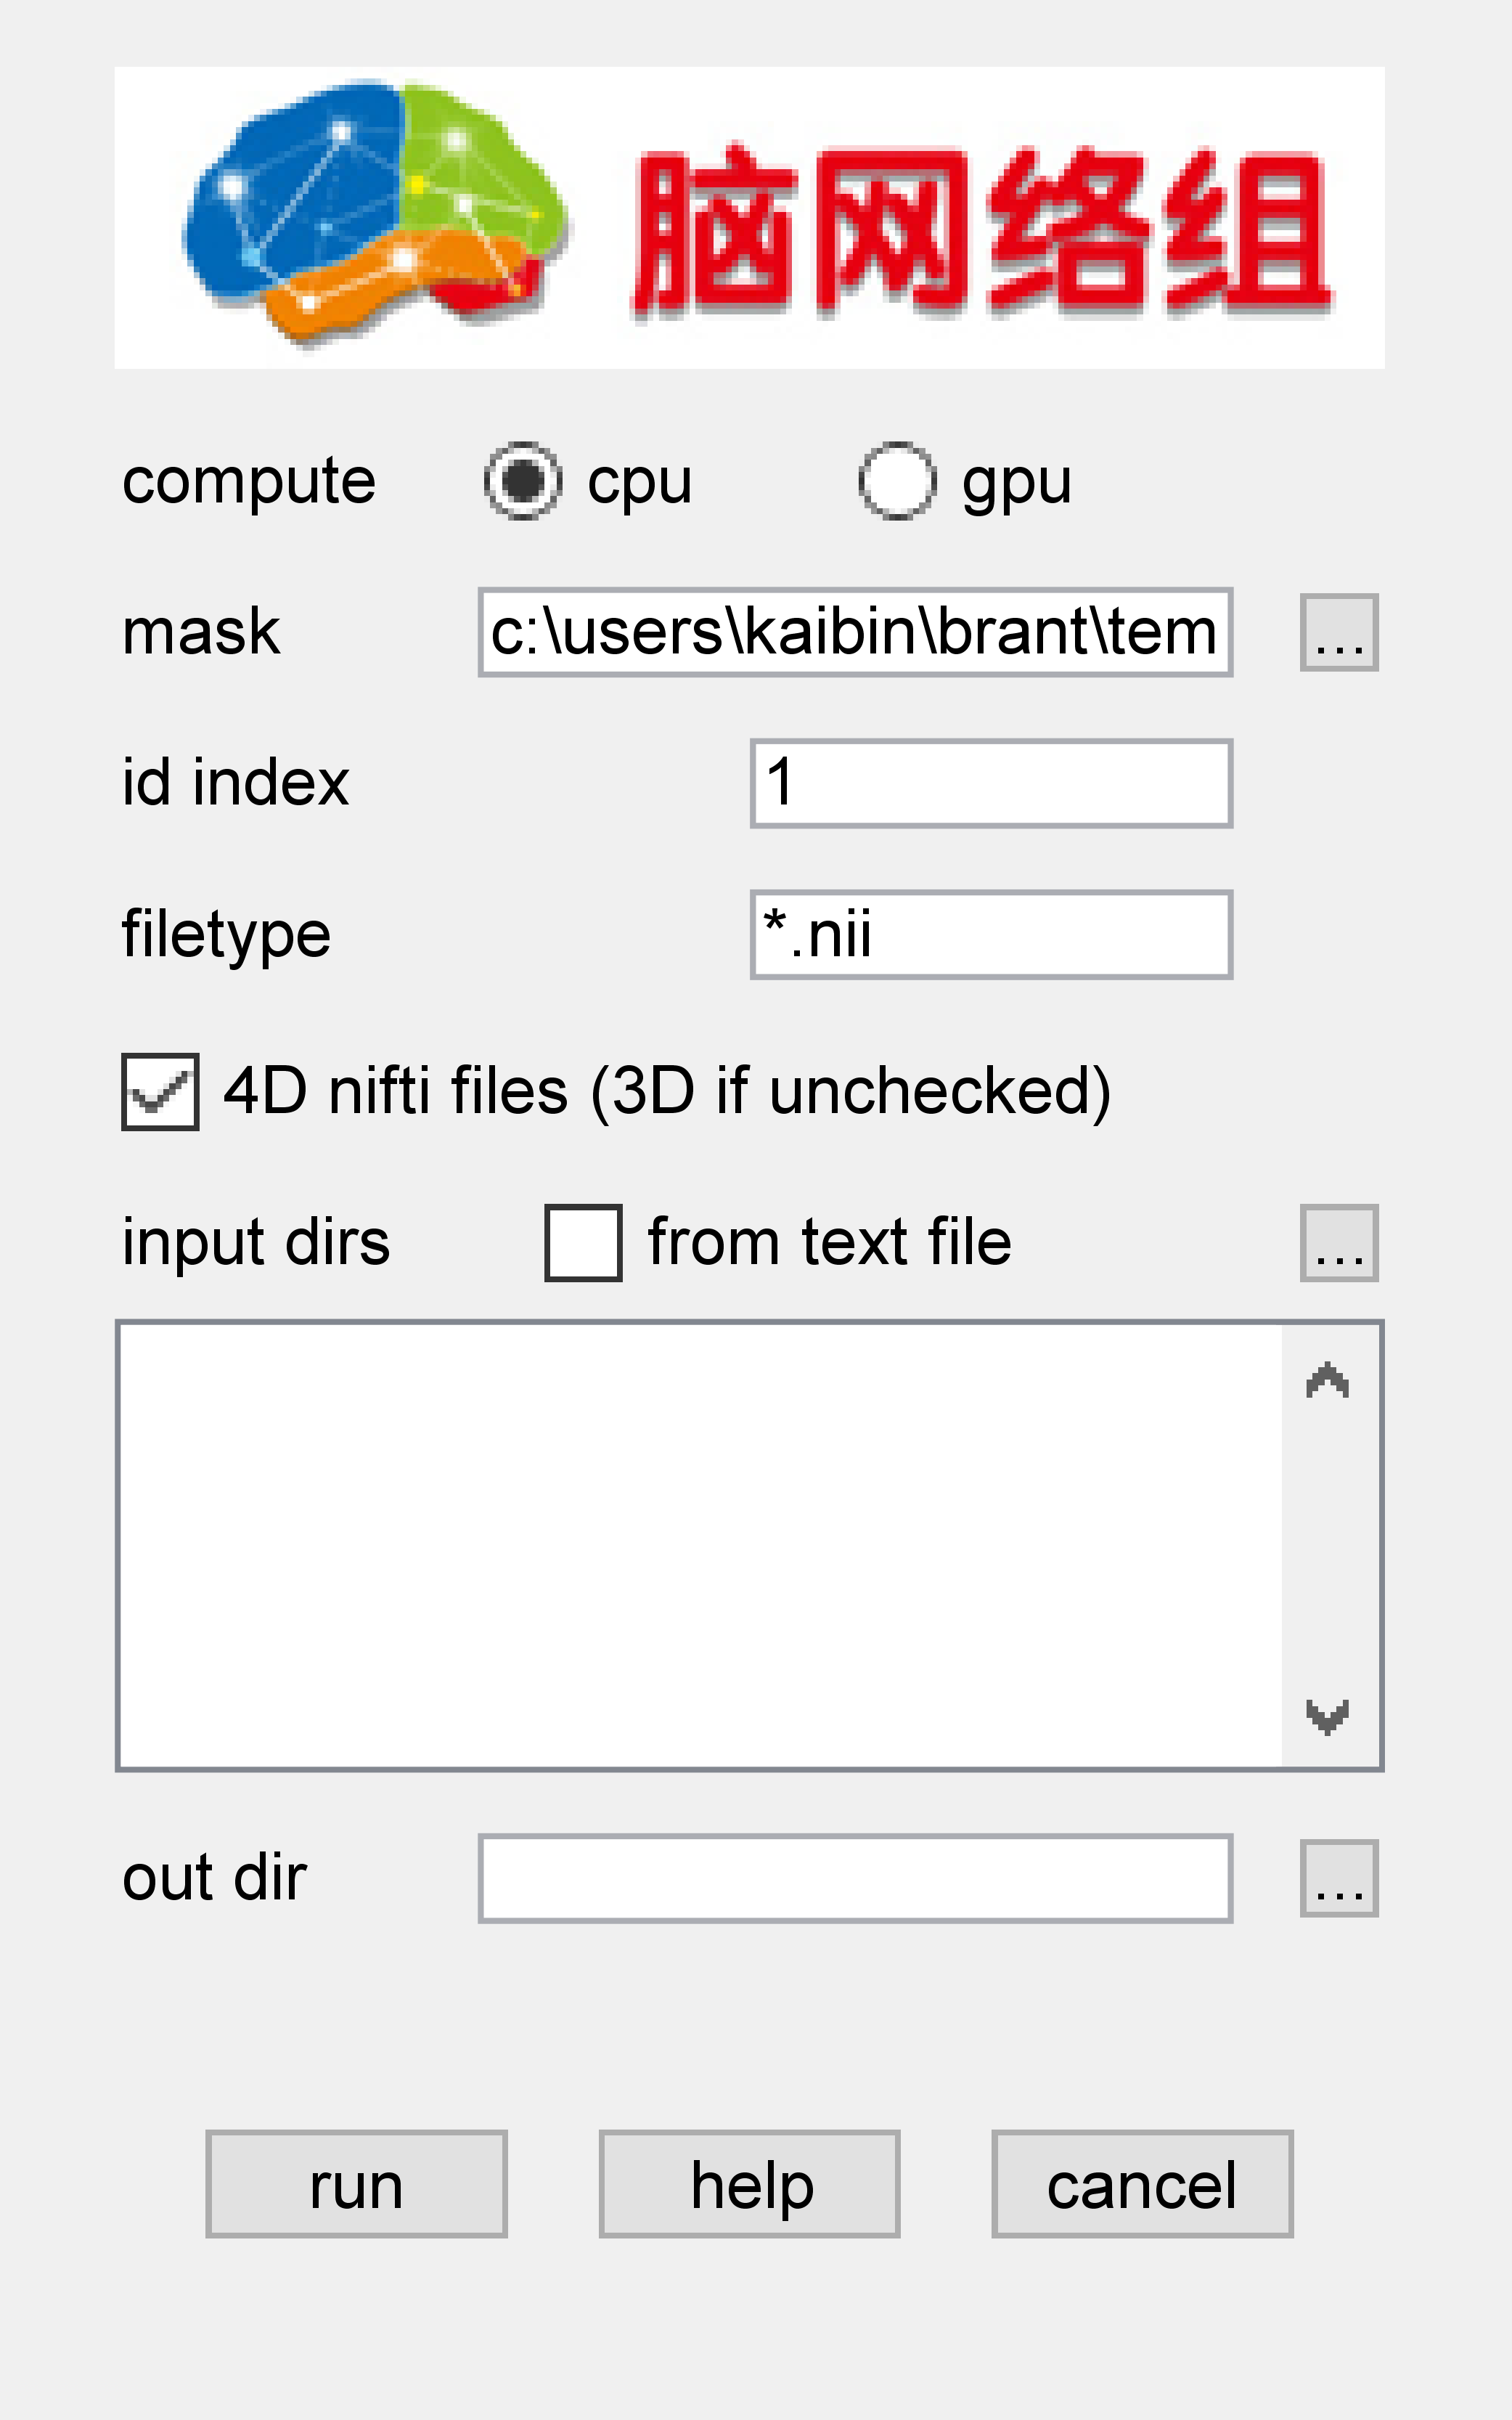 脑网络组
compute cpu gpu
mask c:\users\kaibin\brant\tem ...
id index 1
filetype *.nii
4D nifti files (3D if unchecked)
input dirs from text file ...
out dir ...
run help cancel